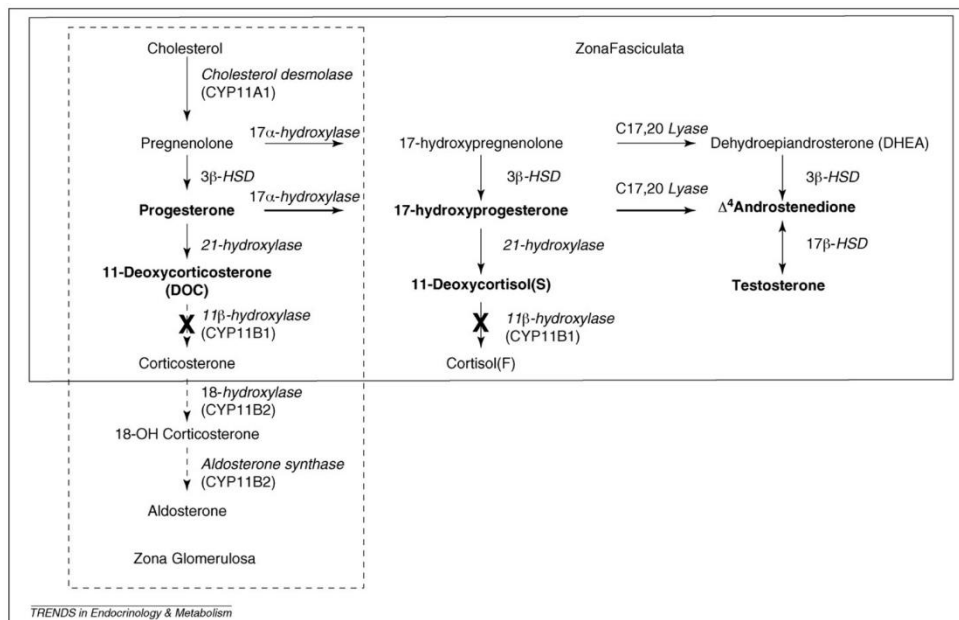 Cholesterol
ZonaFasciculata
Cholesterol desmolase
(CYP11A1)
Pregnenolone
17α-hydroxylase
17-hydroxypregnenolone
C17,20 Lyase
Dehydroepiandrosterone (DHEA)
3β-HSD
3β-HSD
3β-HSD
Progesterone
17α-hydroxylase
17-hydroxyprogesterone
C17,20 Lyase
Δ⁴Androstenedione
21-hydroxylase
21-hydroxylase
17β-HSD
11-Deoxycorticosterone
(DOC)
11-Deoxycortisol(S)
Testosterone
X
11β-hydroxylase
(CYP11B1)
X
11β-hydroxylase
(CYP11B1)
Corticosterone
Cortisol(F)
18-hydroxylase
(CYP11B2)
18-OH Corticosterone
Aldosterone synthase
(CYP11B2)
Aldosterone
Zona Glomerulosa
TRENDS in Endocrinology & Metabolism